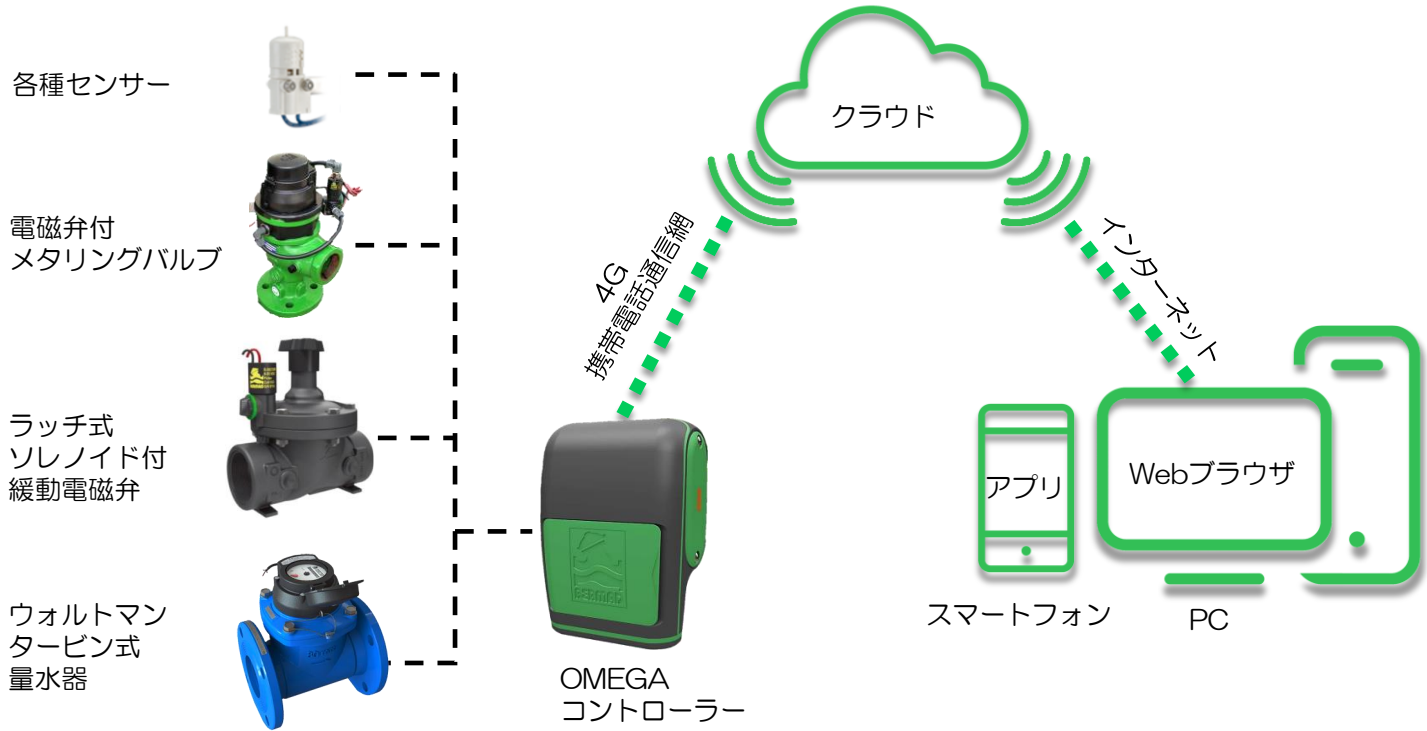 各種センサー
電磁弁付
メタリングバルブ
ラッチ式
ソレノイド付
緩動電磁弁
ウォルトマン
タービン式
量水器
BERMAD
OMEGA
コントローラー
4G
携帯電話通信網
クラウド
インターネット
アプリ
スマートフォン
Webブラウザ
PC